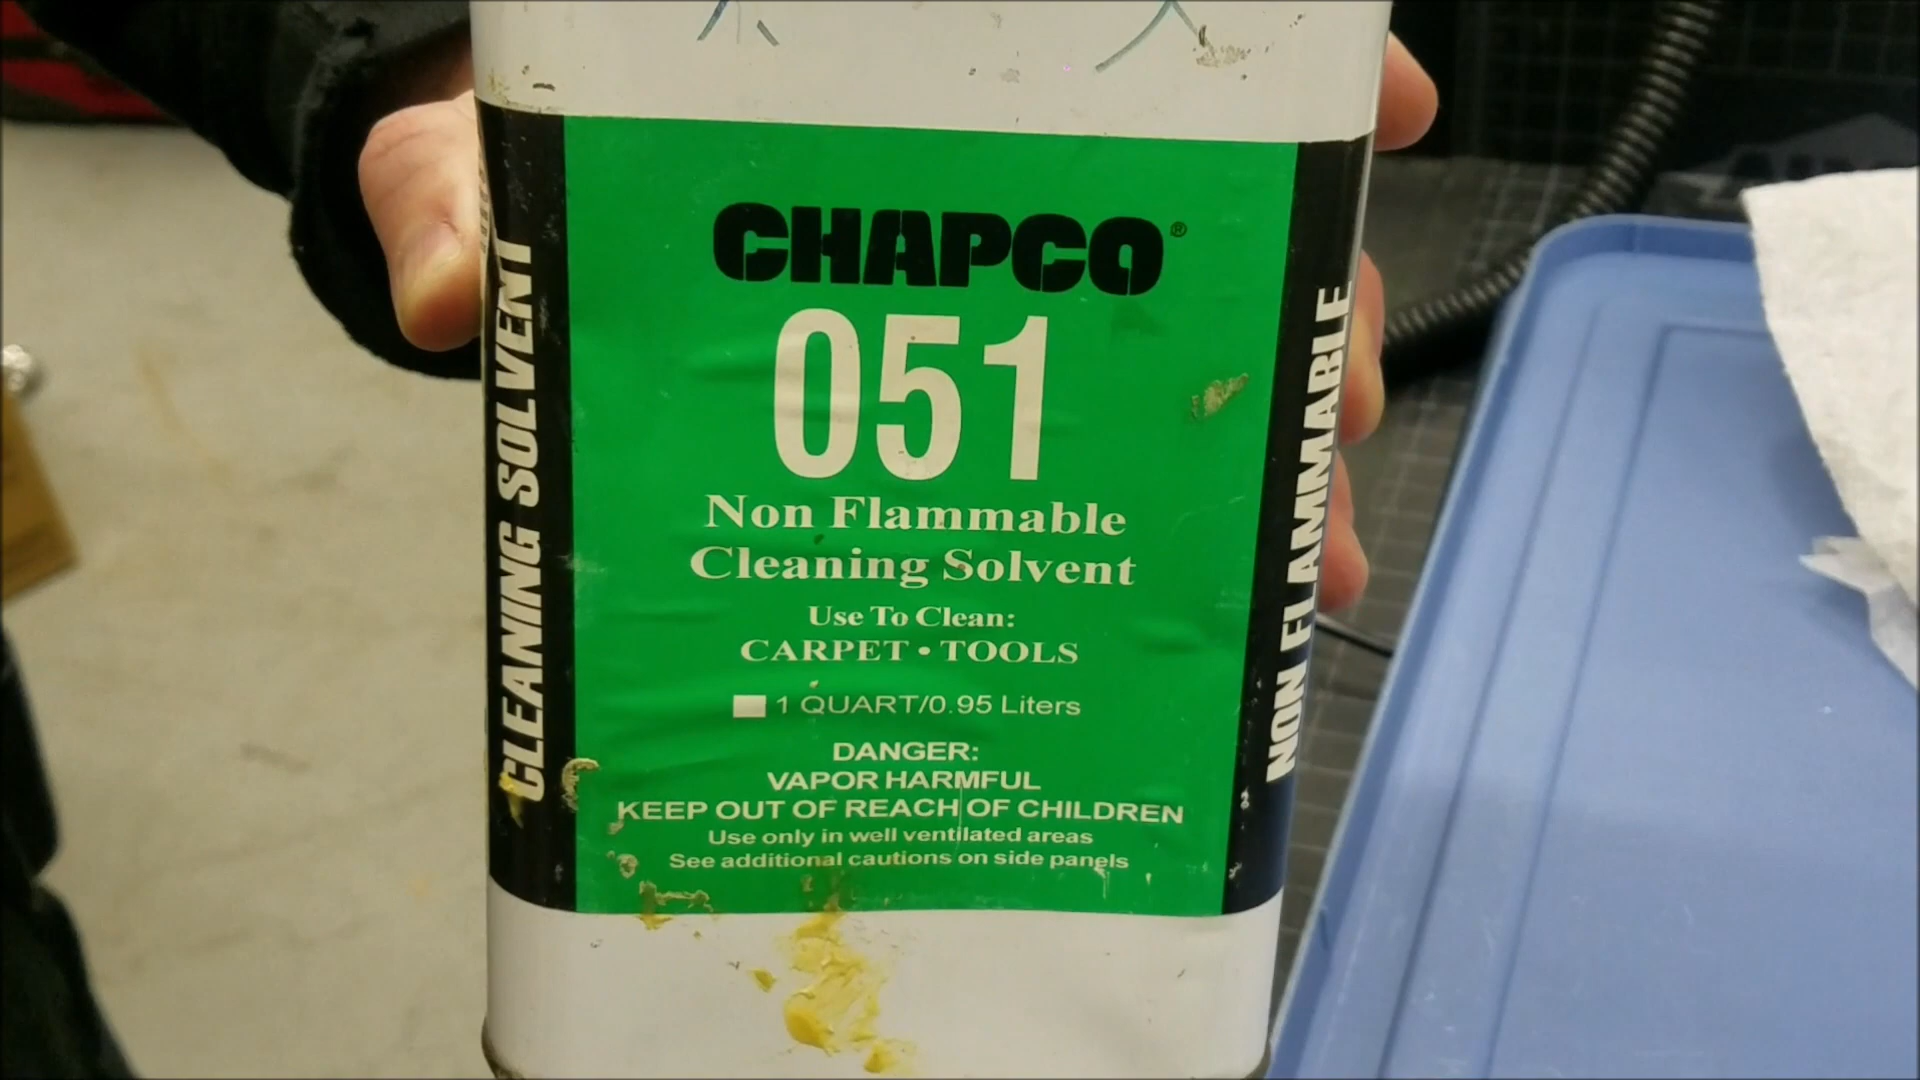 CHAPCO®
051
Non Flammable
Cleaning Solvent
Use To Clean:
CARPET • TOOLS
1 QUART/0.95 Liters
DANGER:
VAPOR HARMFUL
KEEP OUT OF REACH OF CHILDREN
Use only in well ventilated areas
See additional cautions on side panels
CLEANING SOLVENT
NON FLAMMABLE